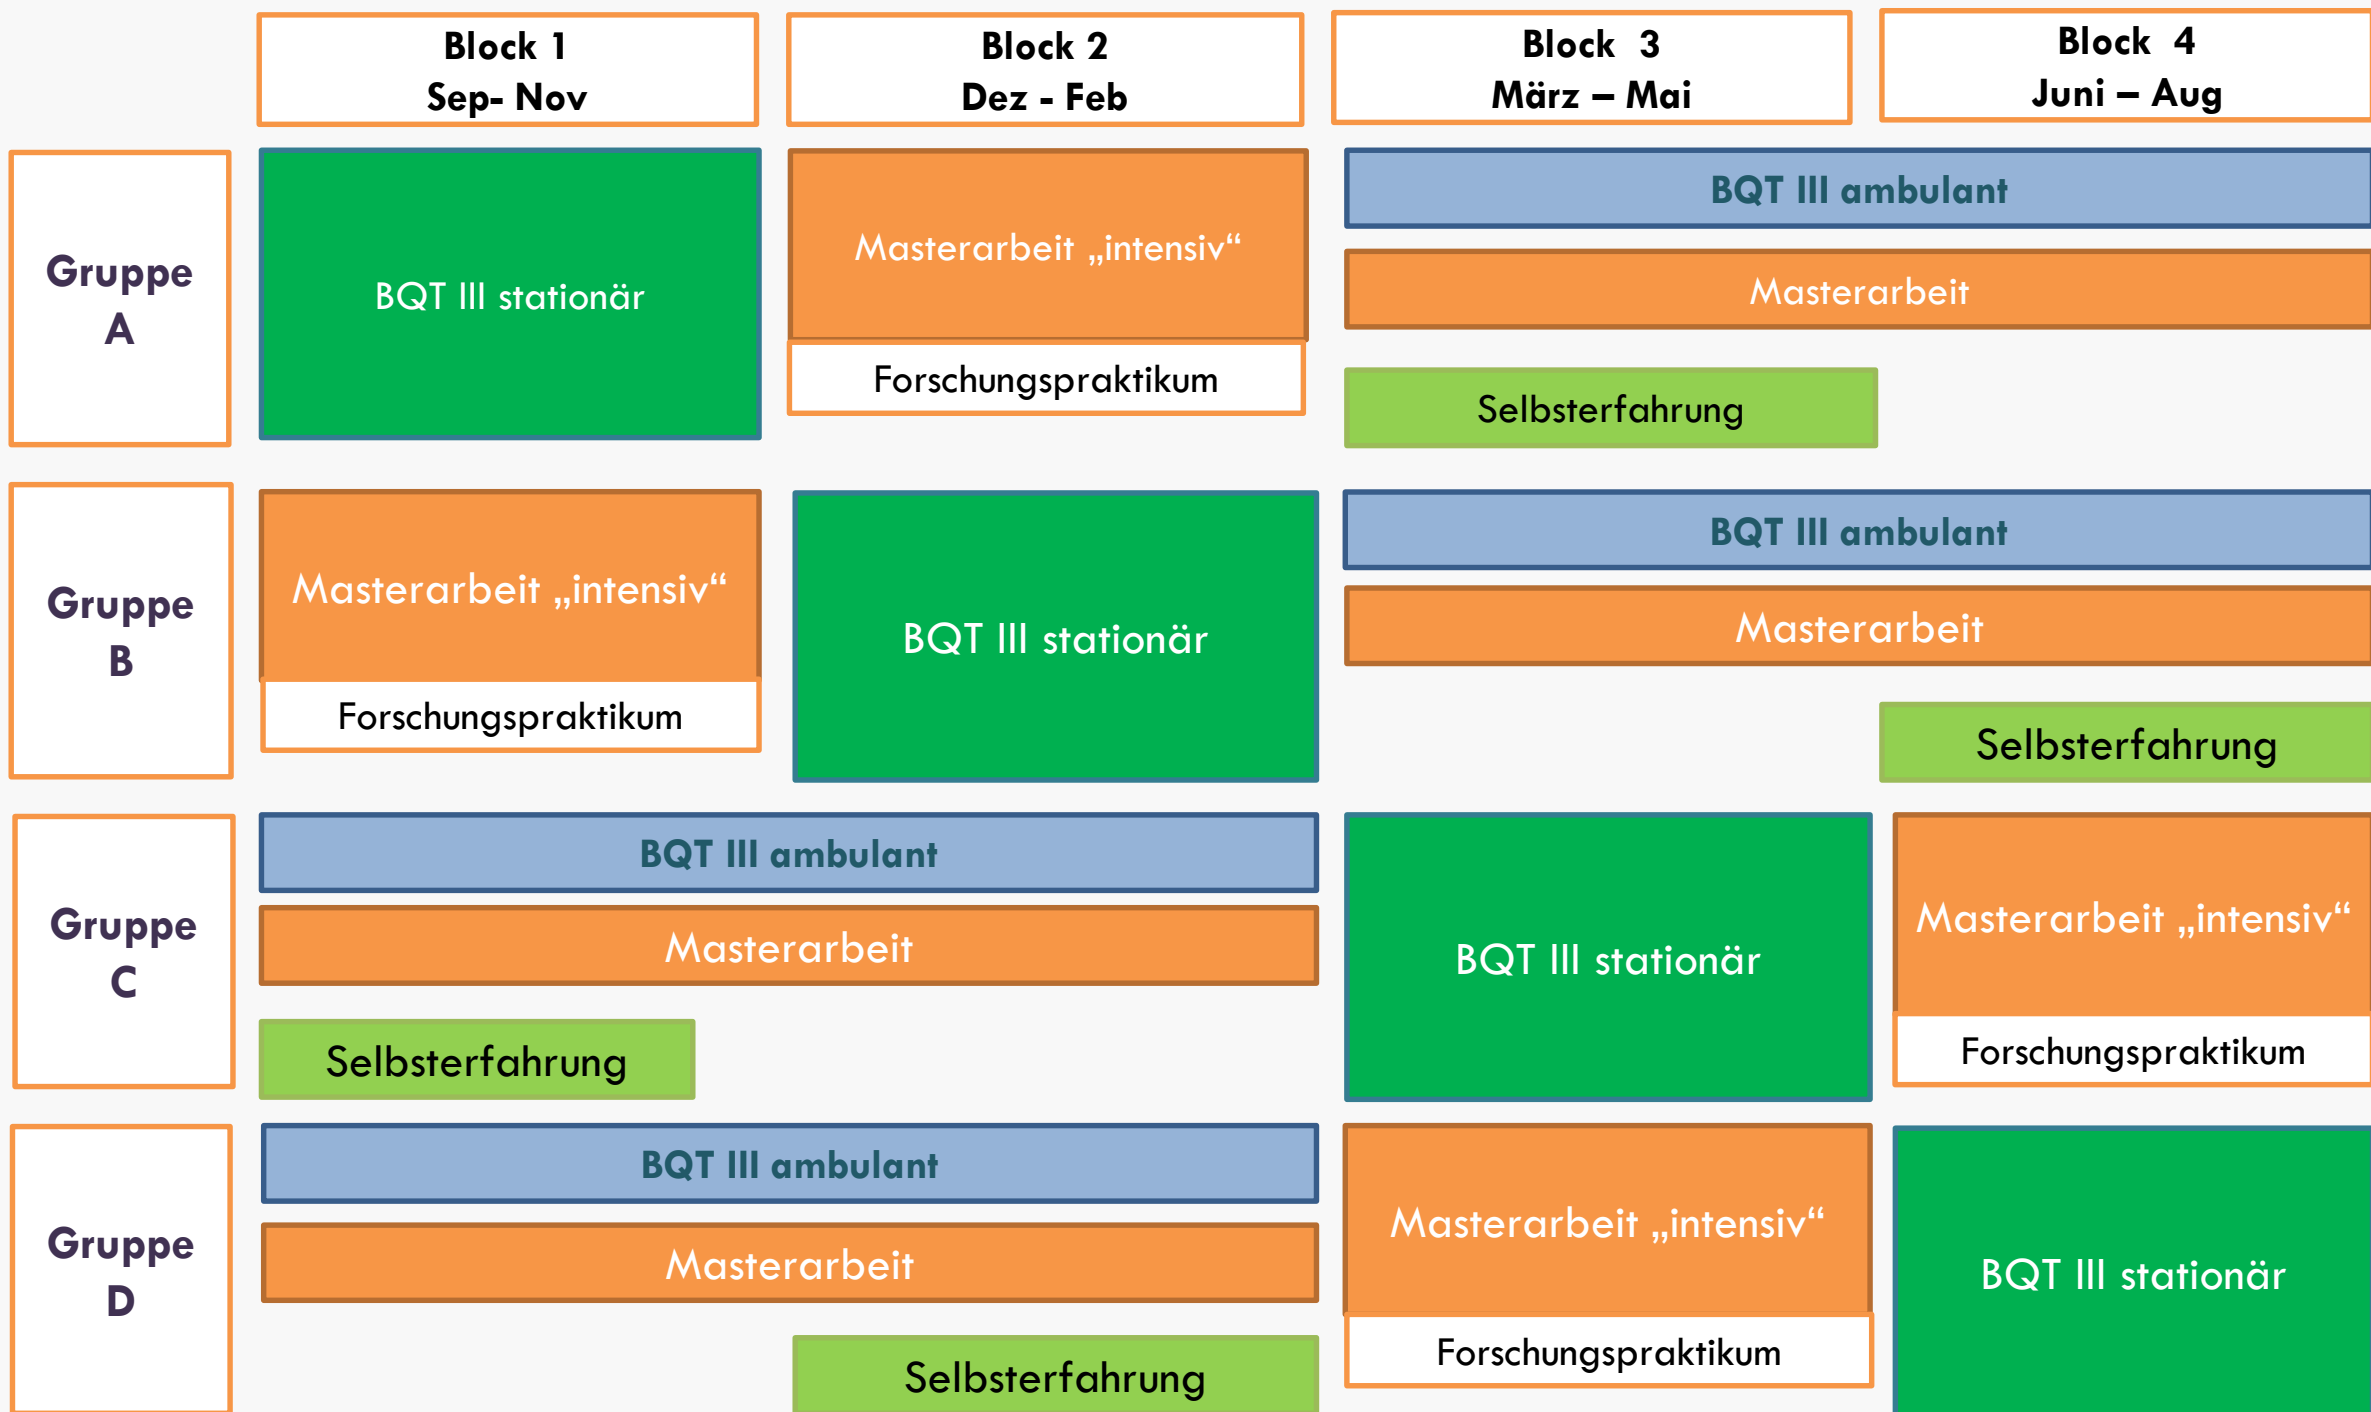 Block 1
Sep- Nov
Block 2
Dez - Feb
Block  3
März – Mai
Block  4
Juni – Aug
Gruppe
A
BQT III stationär
Masterarbeit „intensiv“
Forschungspraktikum
BQT III ambulant
Masterarbeit
Selbsterfahrung
Gruppe
B
Masterarbeit „intensiv“
Forschungspraktikum
BQT III stationär
BQT III ambulant
Masterarbeit
Selbsterfahrung
Gruppe
C
BQT III ambulant
Masterarbeit
Selbsterfahrung
BQT III stationär
Masterarbeit „intensiv“
Forschungspraktikum
Gruppe
D
BQT III ambulant
Masterarbeit
Selbsterfahrung
Masterarbeit „intensiv“
Forschungspraktikum
BQT III stationär